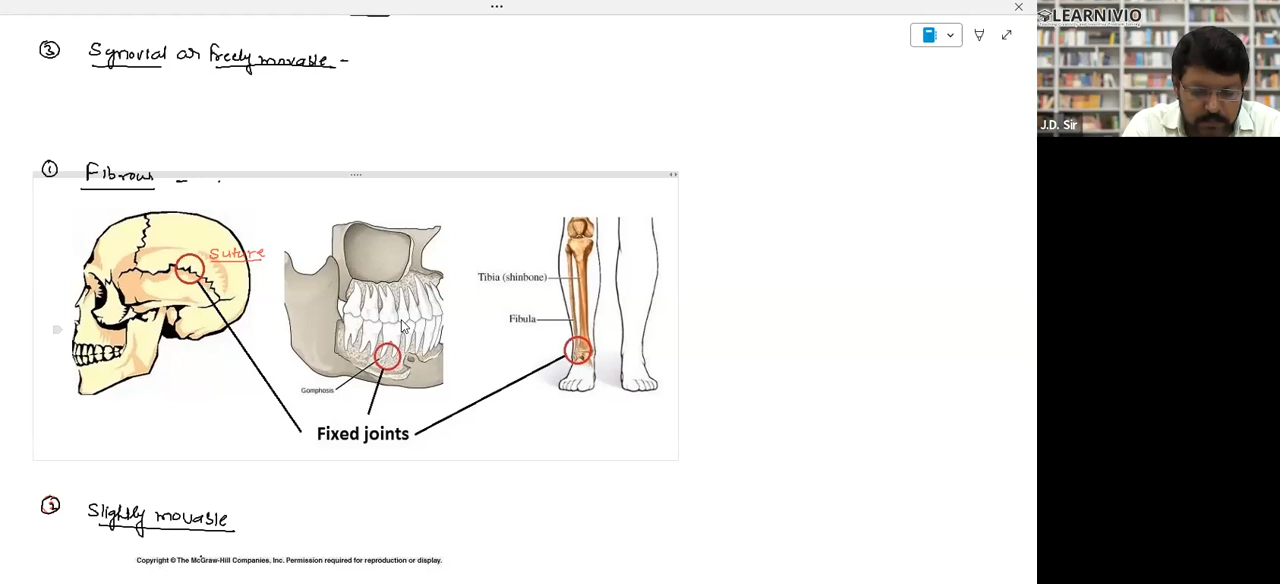 LEARNIVIO
③ Synovial or freely movable -
J.D. Sir
① Fibrous -
Suture
Tibia (shinbone)
Fibula
Gomphosis
Fixed joints
② Slightly movable
Copyright © The McGraw-Hill Companies, Inc. Permission required for reproduction or display.